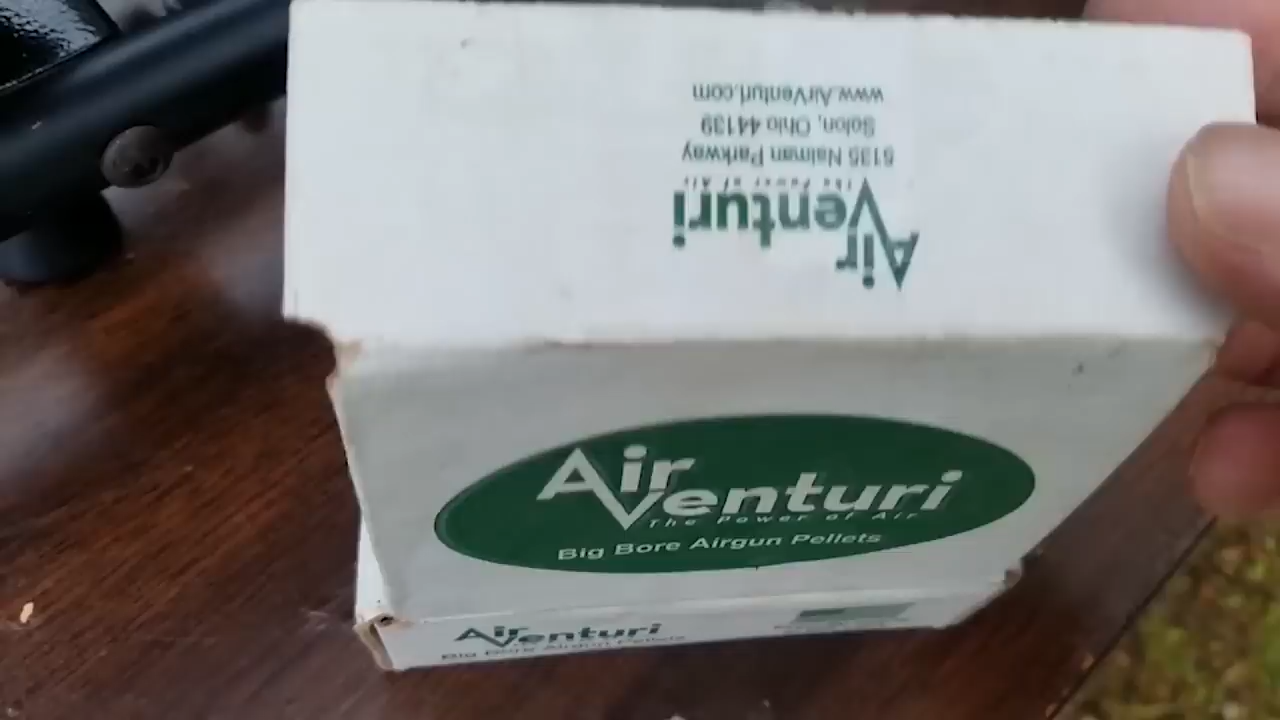 Air
Venturi
The Power of Air
5135 Naiman Parkway
Solon, Ohio 44139
www.AirVenturi.com
Air
Venturi
The Power of Air
Big Bore Airgun Pellets
Air
Venturi
Big Bore Airgun Pellets